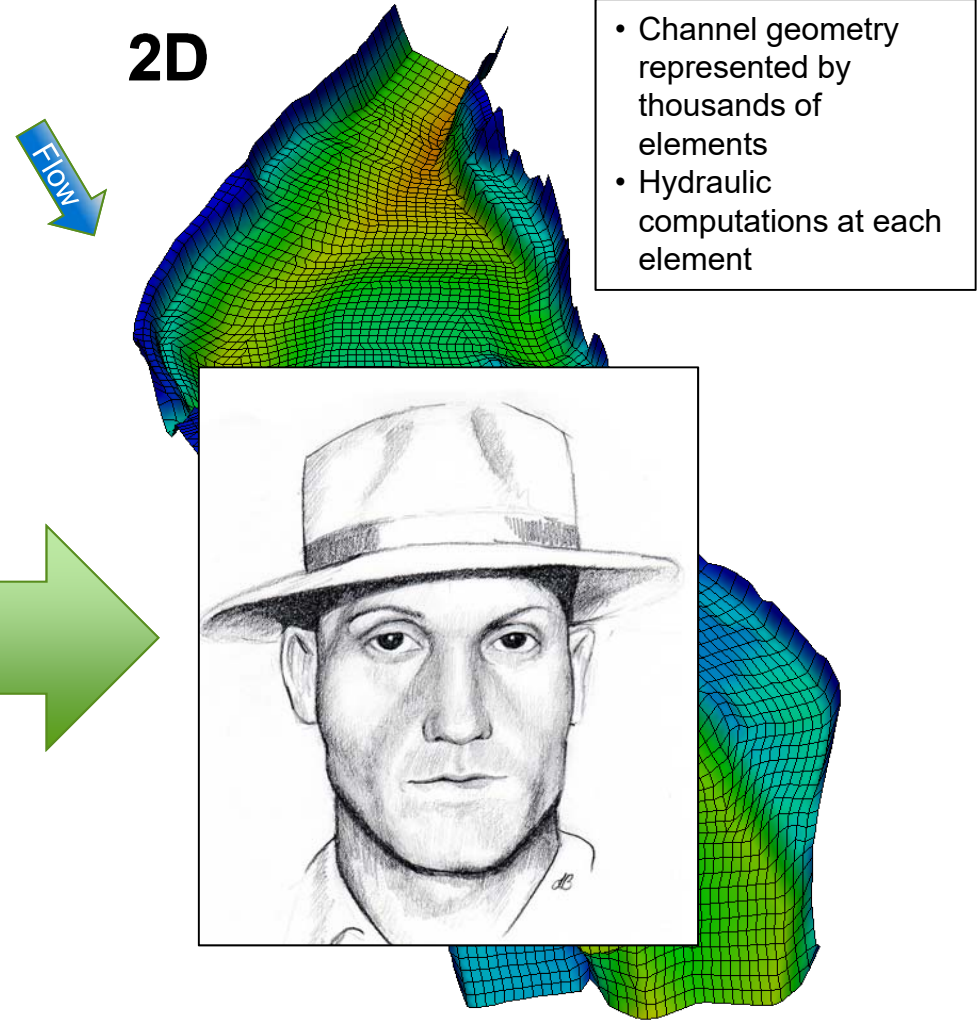 2D
Flow
• Channel geometry
represented by
thousands of
elements
• Hydraulic
computations at each
element